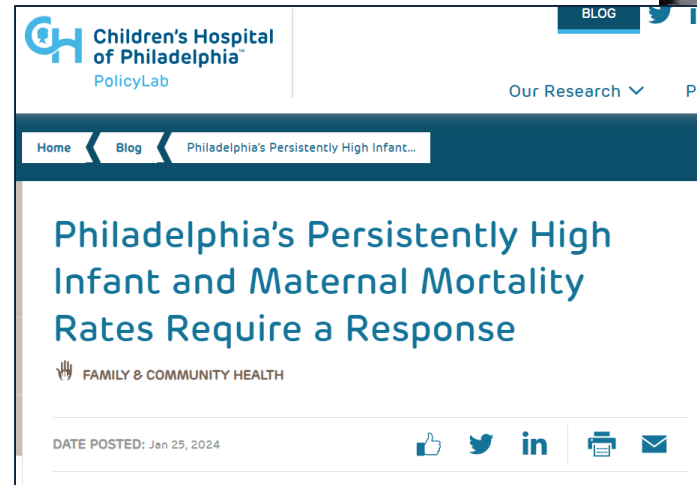 Children's Hospital
of Philadelphia
PolicyLab
BLOG
Our Research
P
Home
Blog
Philadelphia's Persistently High Infant...
Philadelphia's Persistently High
Infant and Maternal Mortality
Rates Require a Response
FAMILY & COMMUNITY HEALTH
DATE POSTED: Jan 25, 2024
in